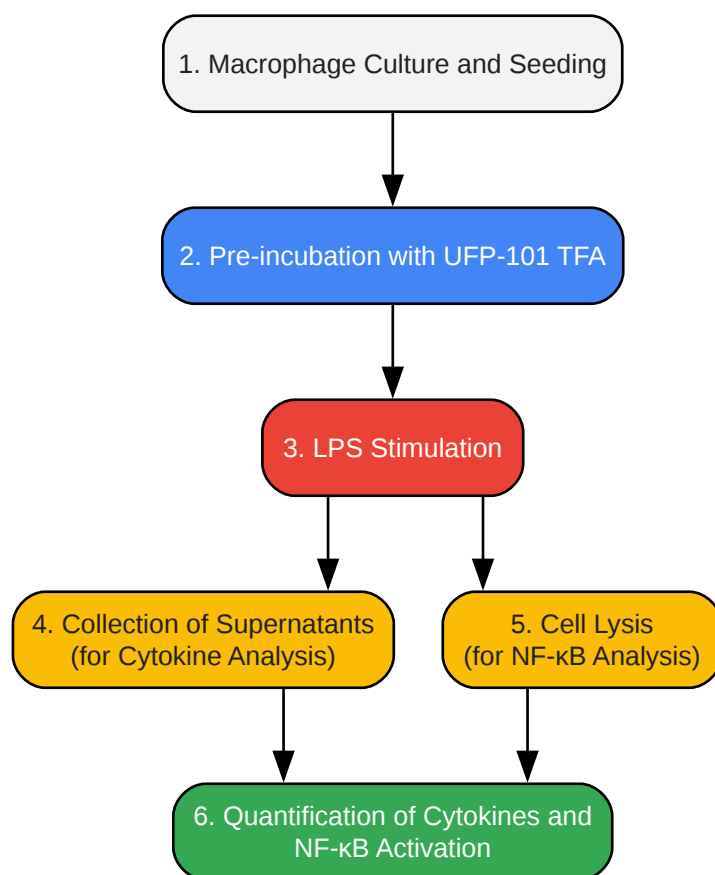 1. Macrophage Culture and Seeding
2. Pre-incubation with UFP-101 TFA
3. LPS Stimulation
4. Collection of Supernatants
(for Cytokine Analysis)
5. Cell Lysis
(for NF-κB Analysis)
6. Quantification of Cytokines and
NF-κB Activation